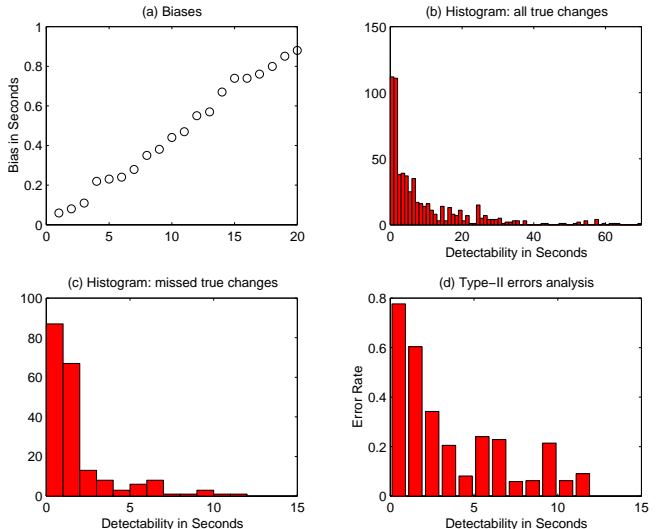 (a) Biases
1
0.8
0.6
0.4
0.2
0
0 5 10 15 20
Bias in Seconds
(b) Histogram: all true changes
150
100
50
0
0 20 40 60
Detectability in Seconds
(c) Histogram: missed true changes
100
80
60
40
20
0
0 5 10 15
Detectability in Seconds
(d) Type−II errors analysis
0.8
0.6
0.4
0.2
0
0 5 10 15
Error Rate
Detectability in Seconds